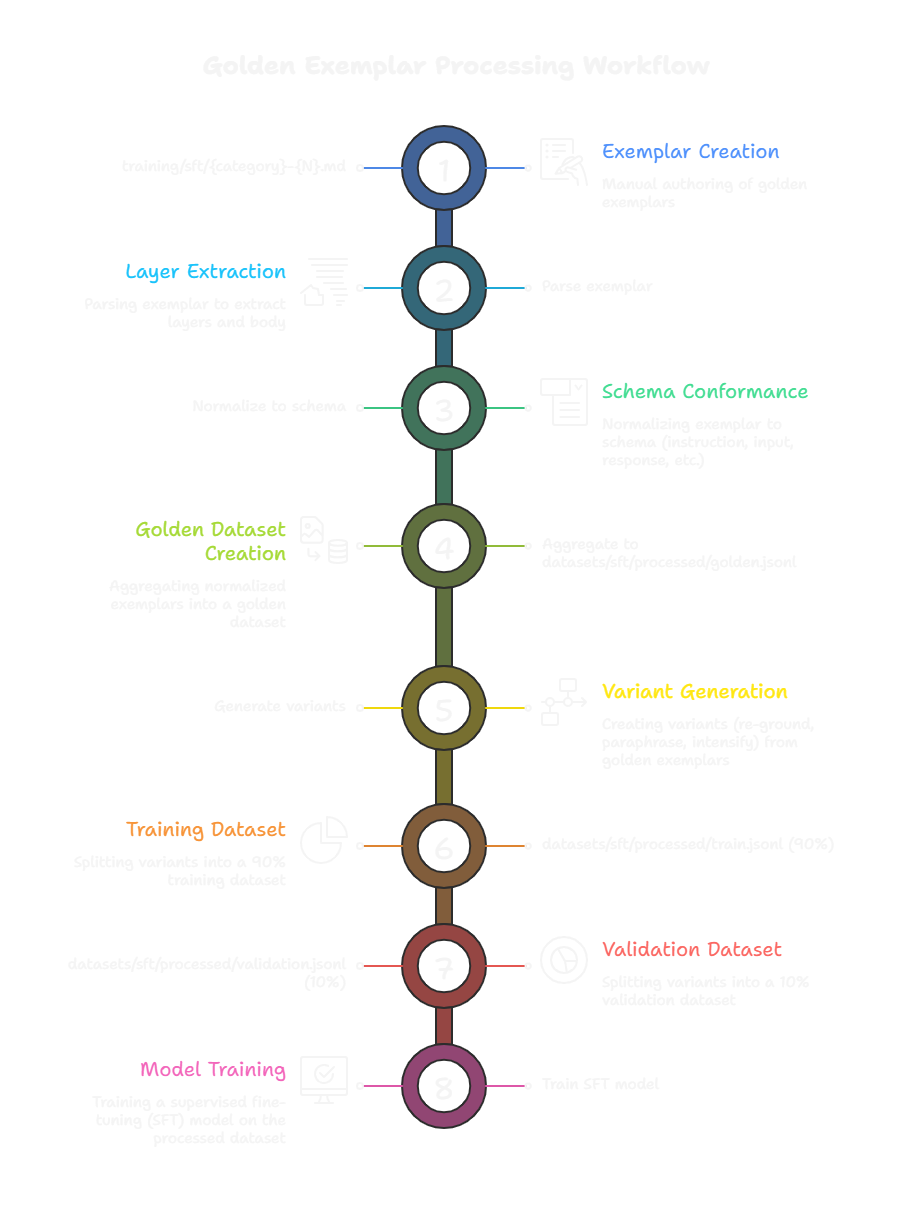 Golden Exemplar Processing Workflow
training/sft/{category}-{N}.md
1
Exemplar Creation
Manual authoring of golden
exemplars
Layer Extraction
Parsing exemplar to extract
layers and body
2
Parse exemplar
Normalize to schema
3
Schema Conformance
Normalizing exemplar to
schema (instruction, input,
response, etc.)
Golden Dataset
Creation
Aggregating normalized
exemplars into a golden
dataset
4
Aggregate to
datasets/sft/processed/golden.jsonl
Generate variants
5
Variant Generation
Creating variants (re-ground,
paraphrase, intensify) from
golden exemplars
Training Dataset
Splitting variants into a 90%
training dataset
6
datasets/sft/processed/train.jsonl (90%)
datasets/sft/processed/validation.jsonl
(10%)
7
Validation Dataset
Splitting variants into a 10%
validation dataset
Model Training
Training a supervised fine-
tuning (SFT) model on the
processed dataset
8
Train SFT model